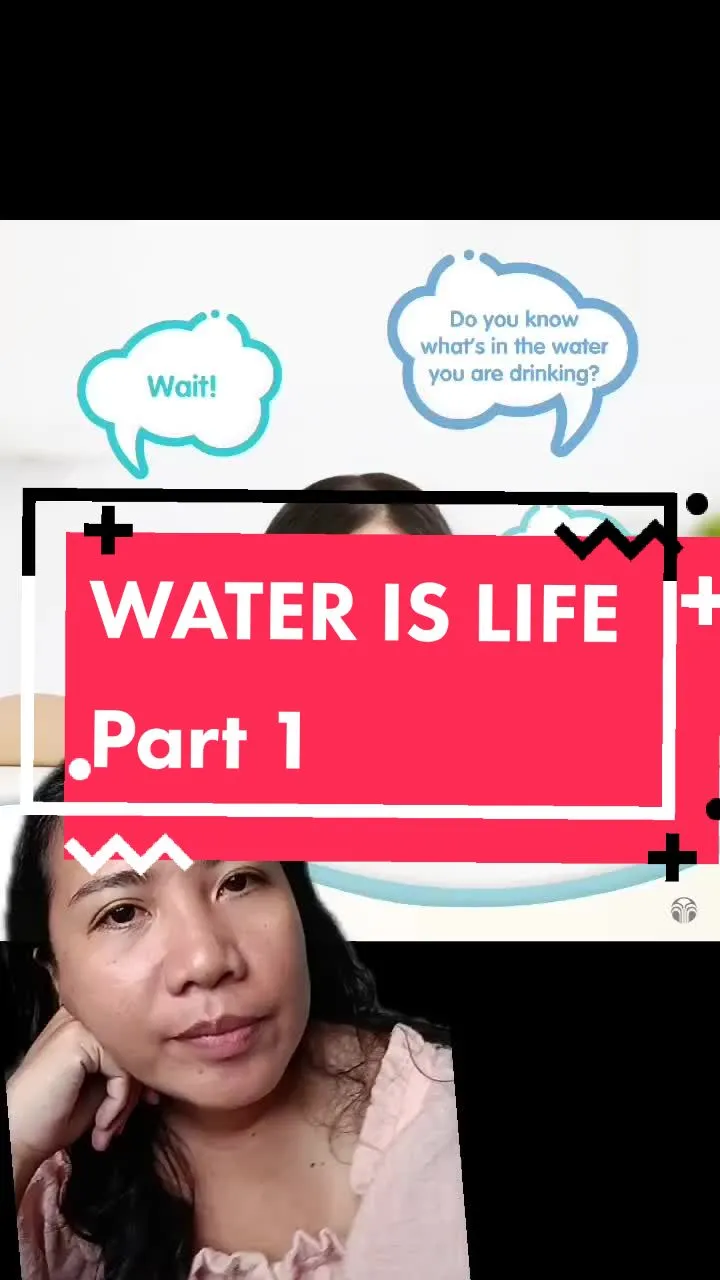 Wait!
Do you know
what's in the water
you are drinking?
WATER IS LIFE
Part 1